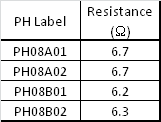 PH Label Resistance
(Ω)
PH08A01 6.7
PH08A02 6.7
PH08B01 6.2
PH08B02 6.3